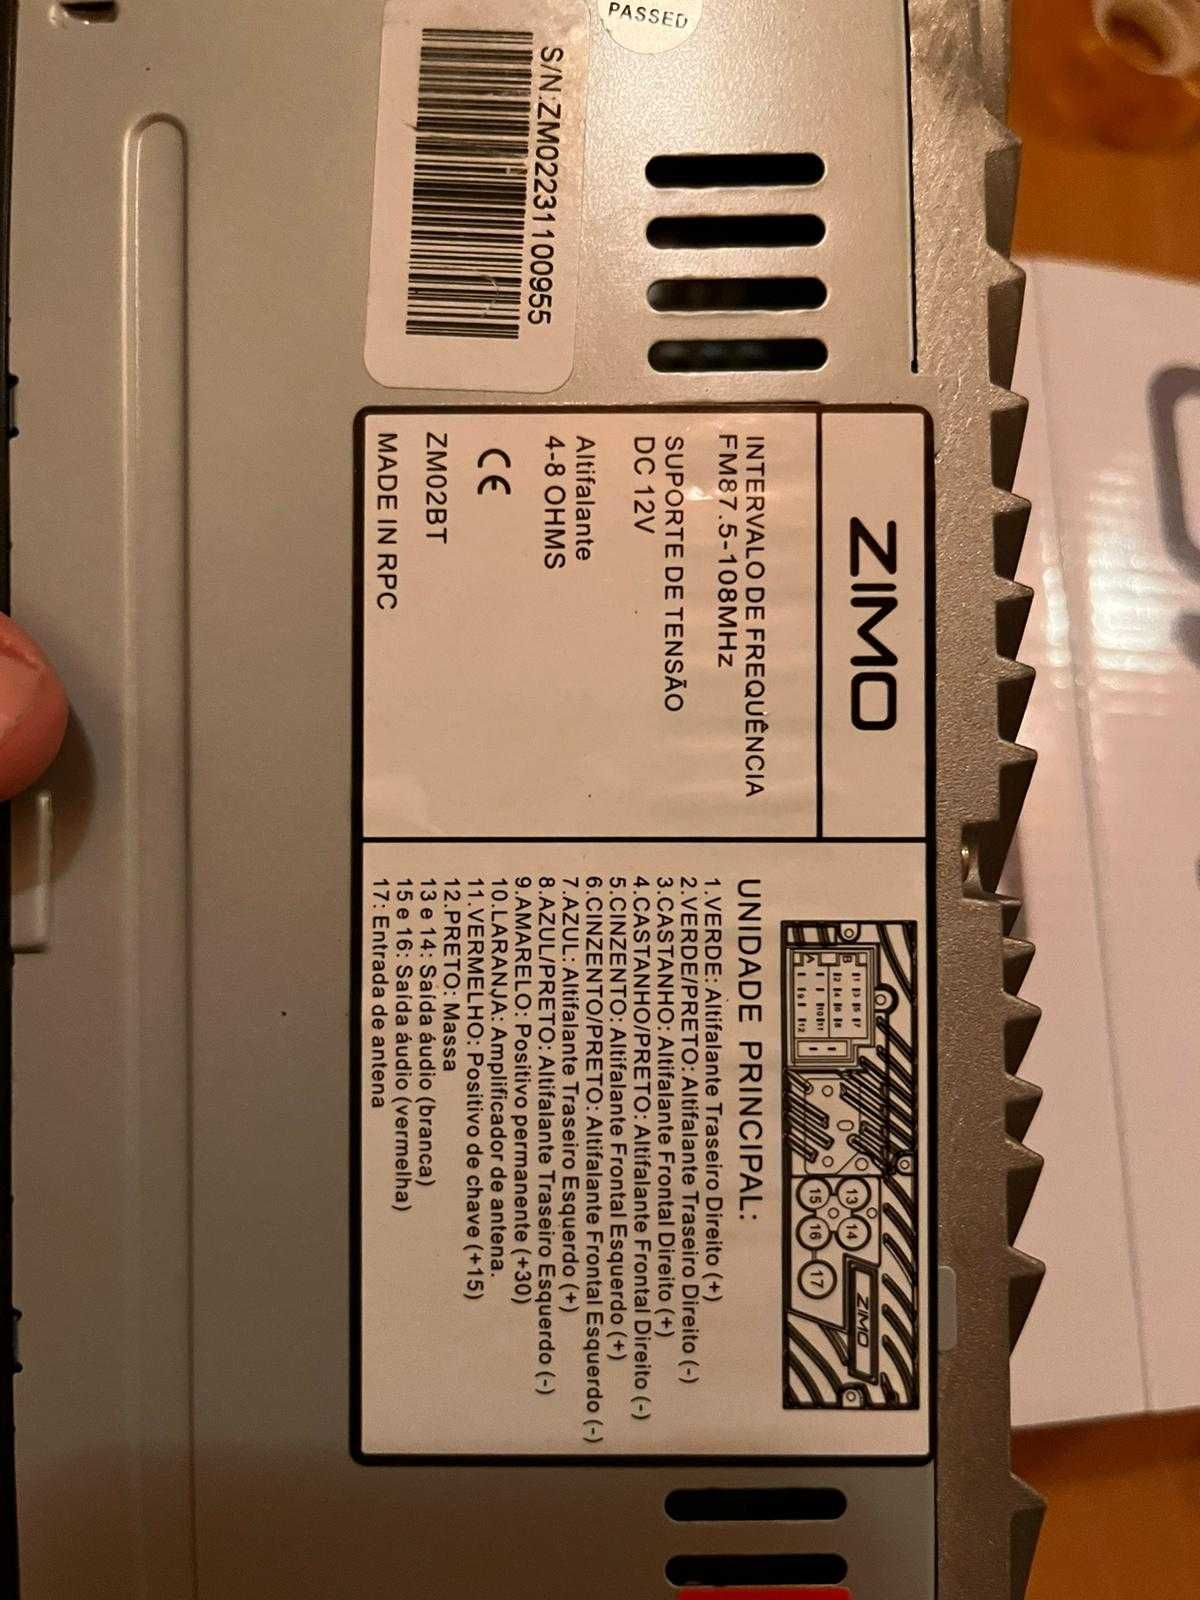 PASSED
S/N:ZM02231100955
ZIMO
INTERVALO DE FREQUÊNCIA
FM87.5-108MHz
SUPORTE DE TENSÃO
DC 12V
Altifalante
4-8 OHMS
CE
ZM02BT
MADE IN RPC
B
A
13
14
15
16
17
ZIMO
UNIDADE PRINCIPAL:
1.VERDE: Altifalante Traseiro Direito (+)
2.VERDE/PRETO: Altifalante Traseiro Direito (-)
3.CASTANHO: Altifalante Frontal Direito (+)
4.CASTANHO/PRETO: Altifalante Frontal Direito (-)
5.CINZENTO: Altifalante Frontal Esquerdo (+)
6.CINZENTO/PRETO: Altifalante Frontal Esquerdo (-)
7.AZUL: Altifalante Traseiro Esquerdo (+)
8.AZUL/PRETO: Altifalante Traseiro Esquerdo (-)
9.AMARELO: Positivo permanente (+30)
10.LARANJA: Amplificador de antena.
11.VERMELHO: Positivo de chave (+15)
12.PRETO: Massa
13 e 14: Saída áudio (branca)
15 e 16: Saída áudio (vermelha)
17: Entrada de antena